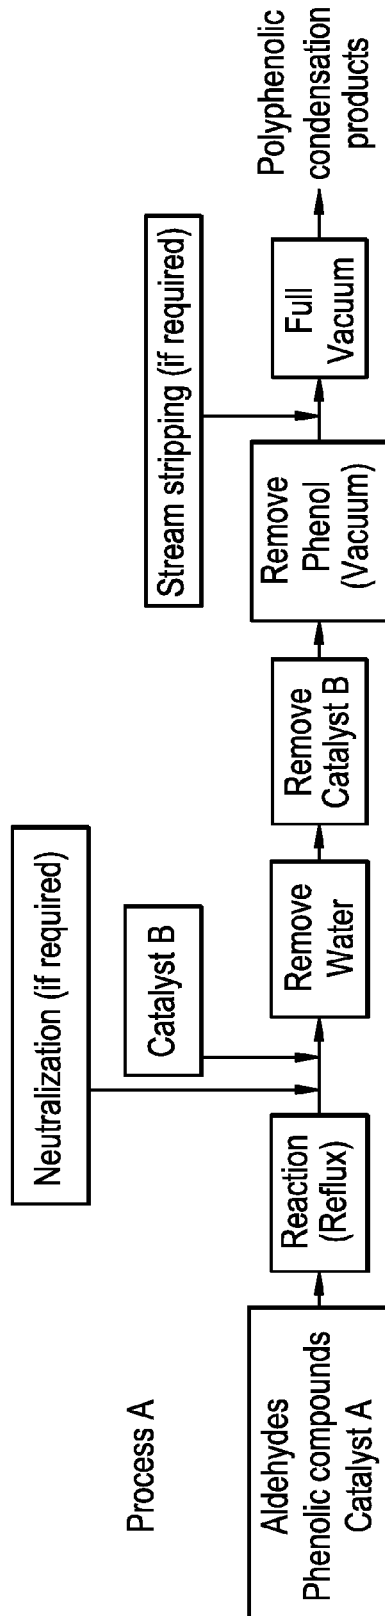 Process A
Neutralization (if required)
Catalyst B
Stream stripping (if required)
Aldehydes
Phenolic compounds
Catalyst A
Reaction
(Reflux)
Remove
Water
Remove
Catalyst B
Remove
Phenol
(Vacuum)
Full
Vacuum
Polyphenolic
condensation
products